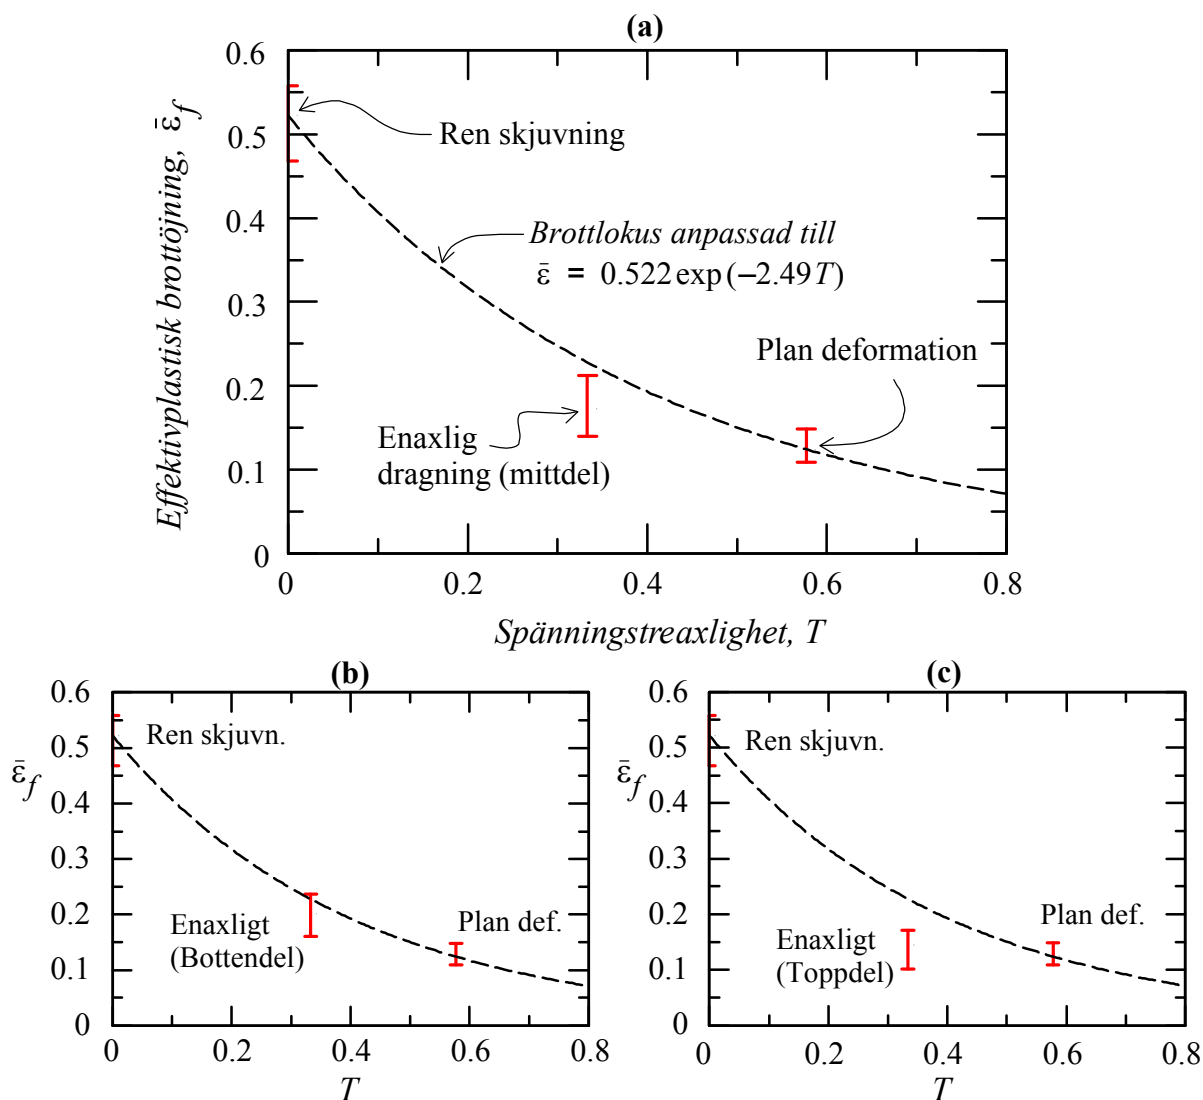 (a)
0.6
0.5
0.4
0.3
0.2
0.1
0
Effektivplastisk brottöjning, ε̄f
Ren skjuvning
Brottlokus anpassad till
ε̄ = 0.522 exp (−2.49T)
Plan deformation
Enaxlig
dragning (mittdel)
0 0.2 0.4 0.6 0.8
Spänningstreaxlighet, T
(b)
0.6
0.5
0.4
0.3
0.2
0.1
0
ε̄f
Ren skjuvn.
Enaxligt
(Bottendel)
Plan def.
0 0.2 0.4 0.6 0.8
T
(c)
0.6
0.5
0.4
0.3
0.2
0.1
0
ε̄f
Ren skjuvn.
Enaxligt
(Toppdel)
Plan def.
0 0.2 0.4 0.6 0.8
T